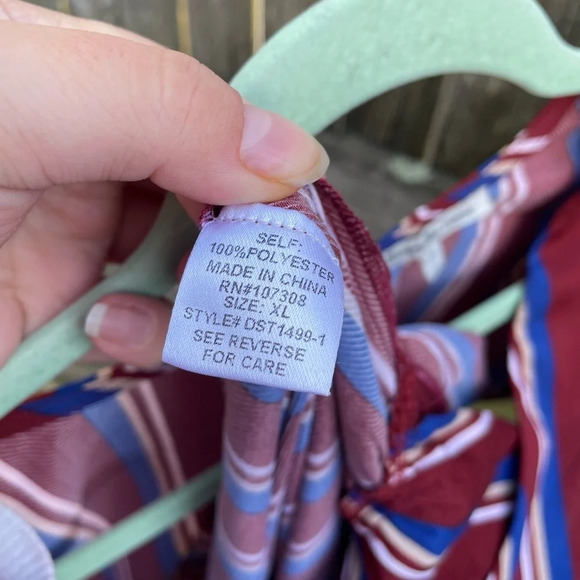 SELF:
100%POLYESTER
MADE IN CHINA
RN#107308
SIZE: XL
STYLE# DST1499-1
SEE REVERSE
FOR CARE